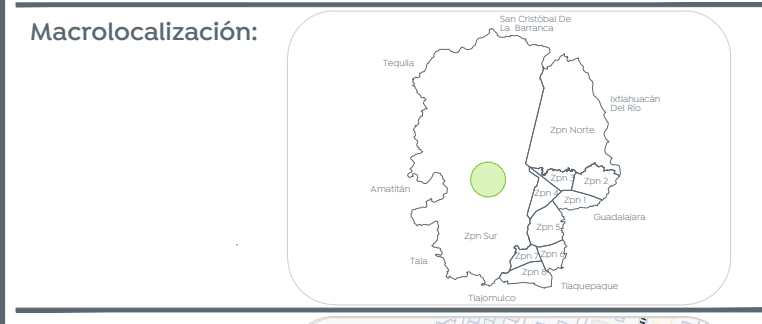 Macrolocalización:
San Cristóbal De
La Barranca
Tequila
Ixtlahuacán
Del Río
Zpn Norte
Zpn 3
Zpn 2
Amatitán
Zpn 4
Zpn 1
Guadalajara
Zpn 5
Zpn Sur
Zpn 7
Zpn 6
Tala
Zpn 8
Tlaquepaque
Tlajomulco